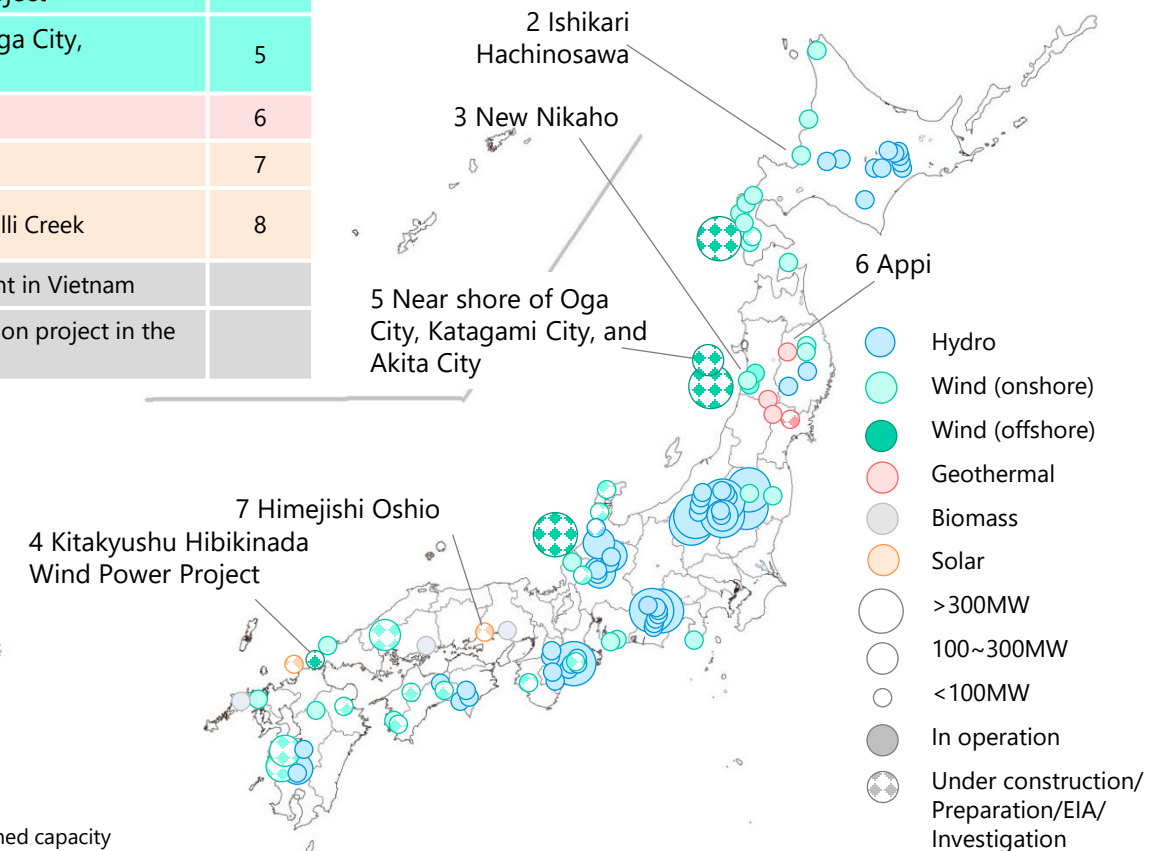 ga City,
5
6
7
lli Creek
8
nt in Vietnam
on project in the
2 Ishikari
Hachinosawa
3 New Nikaho
6 Appi
5 Near shore of Oga
City, Katagami City, and
Akita City
7 Himejishi Oshio
4 Kitakyushu Hibikinada
Wind Power Project
Hydro
Wind (onshore)
Wind (offshore)
Geothermal
Biomass
Solar
>300MW
100~300MW
<100MW
In operation
Under construction/
Preparation/EIA/
Investigation
ned capacity